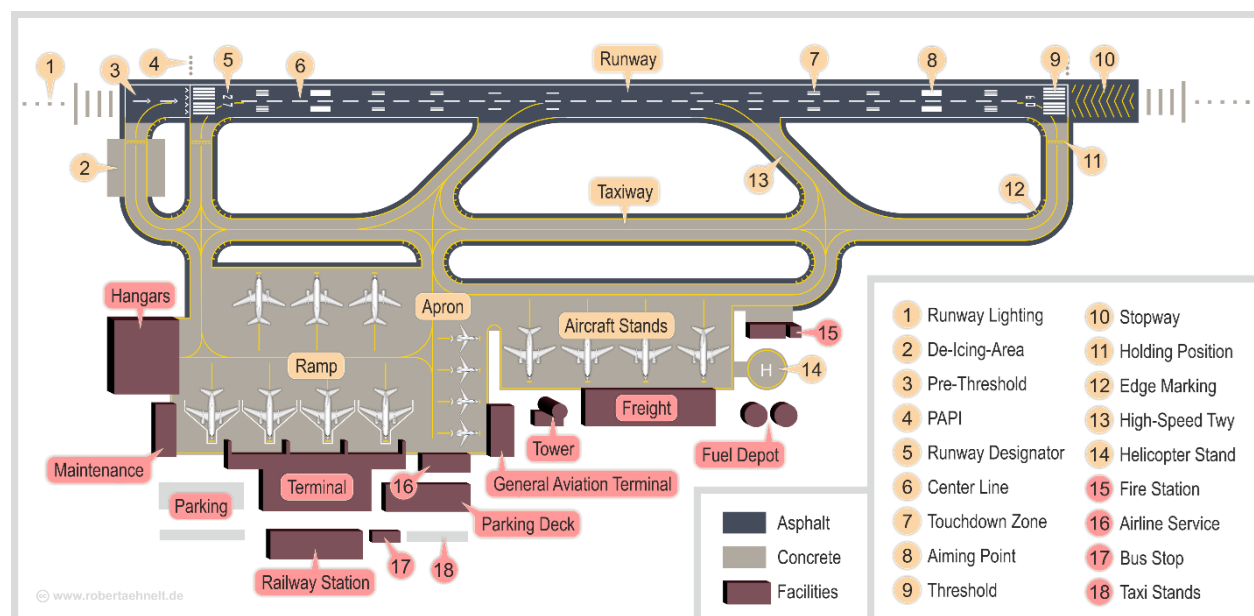 1
3
4
5
6
Runway
7
8
9
10
27
09
2
11
13
12
Taxiway
Hangars
Apron
Aircraft Stands
15
Ramp
H
14
Freight
Maintenance
Tower
Fuel Depot
Terminal
16
General Aviation Terminal
Parking
Parking Deck
Railway Station
17
18
Asphalt
Concrete
Facilities
1 Runway Lighting
2 De-Icing-Area
3 Pre-Threshold
4 PAPI
5 Runway Designator
6 Center Line
7 Touchdown Zone
8 Aiming Point
9 Threshold
10 Stopway
11 Holding Position
12 Edge Marking
13 High-Speed Twy
14 Helicopter Stand
15 Fire Station
16 Airline Service
17 Bus Stop
18 Taxi Stands
cc www.robertaehnelt.de